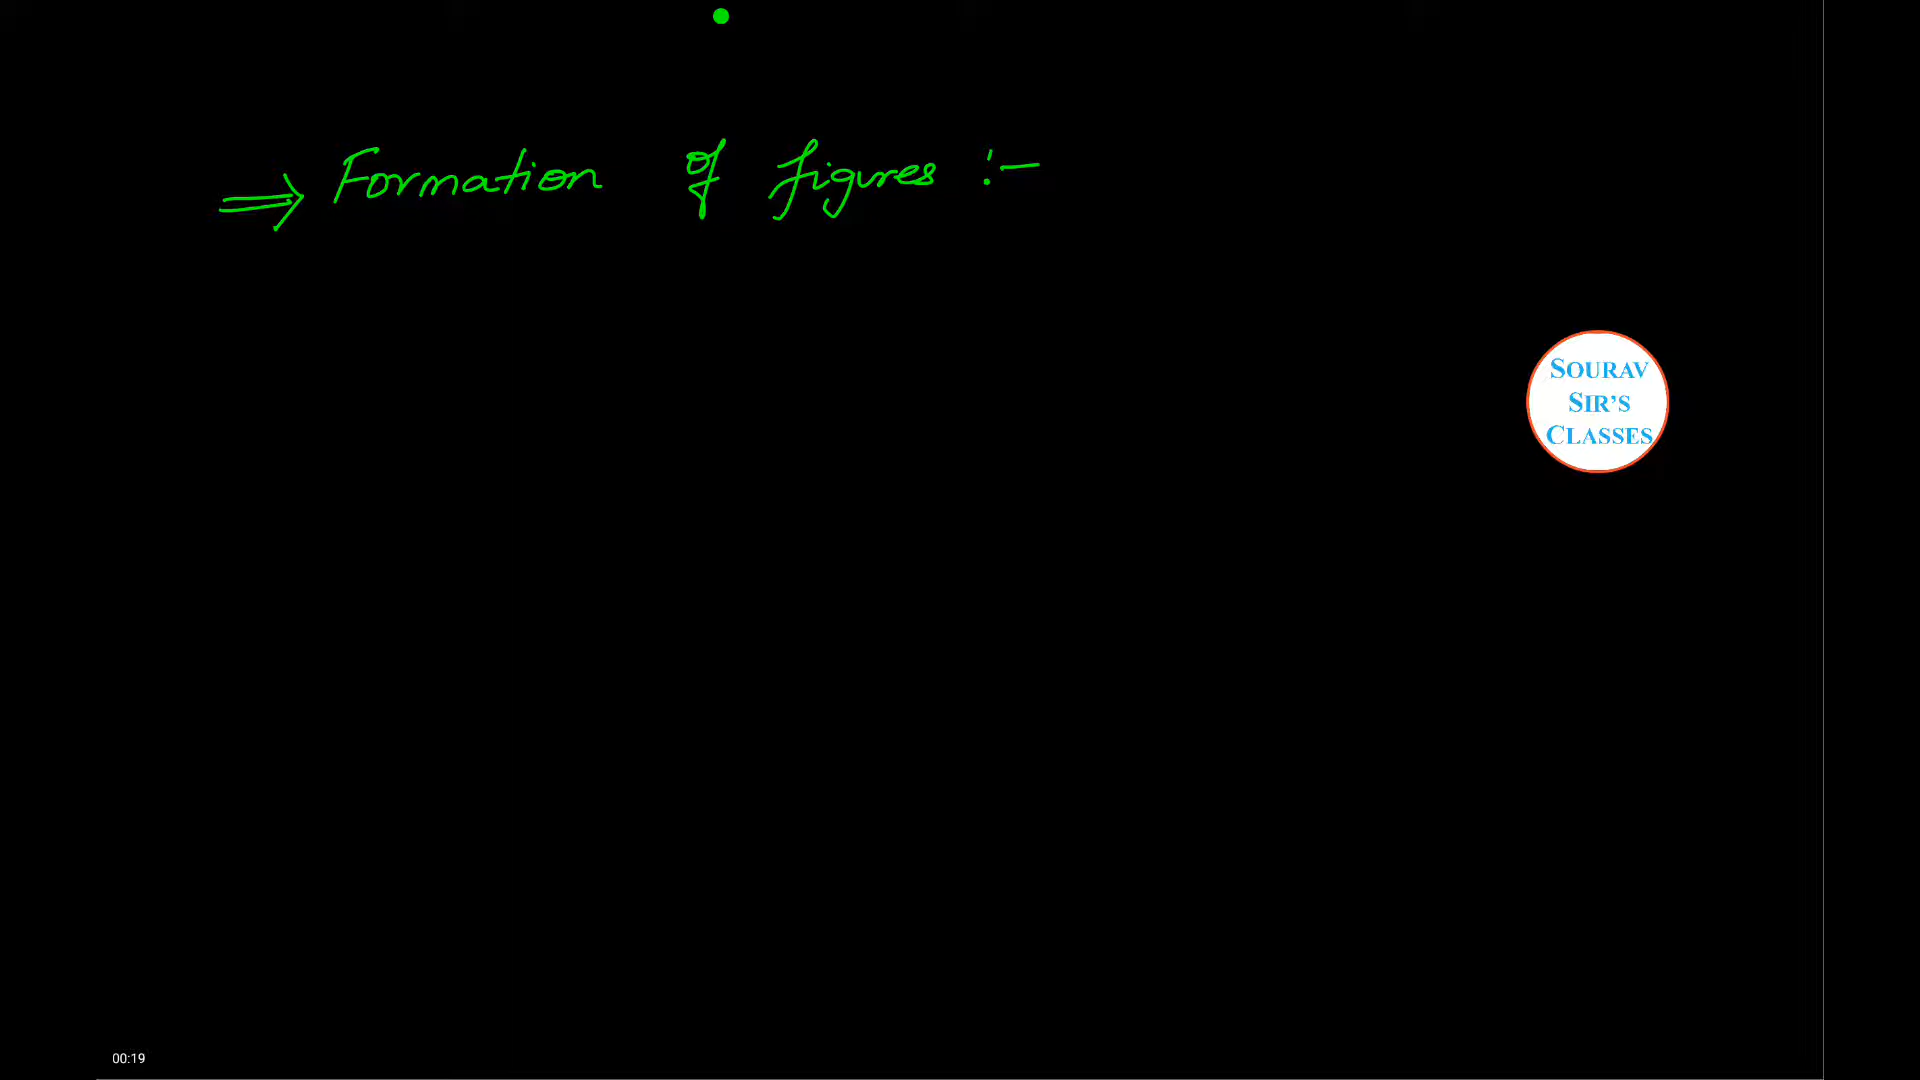 ⇒ Formation of figures :-
SOURAV
SIR'S
CLASSES
00:19